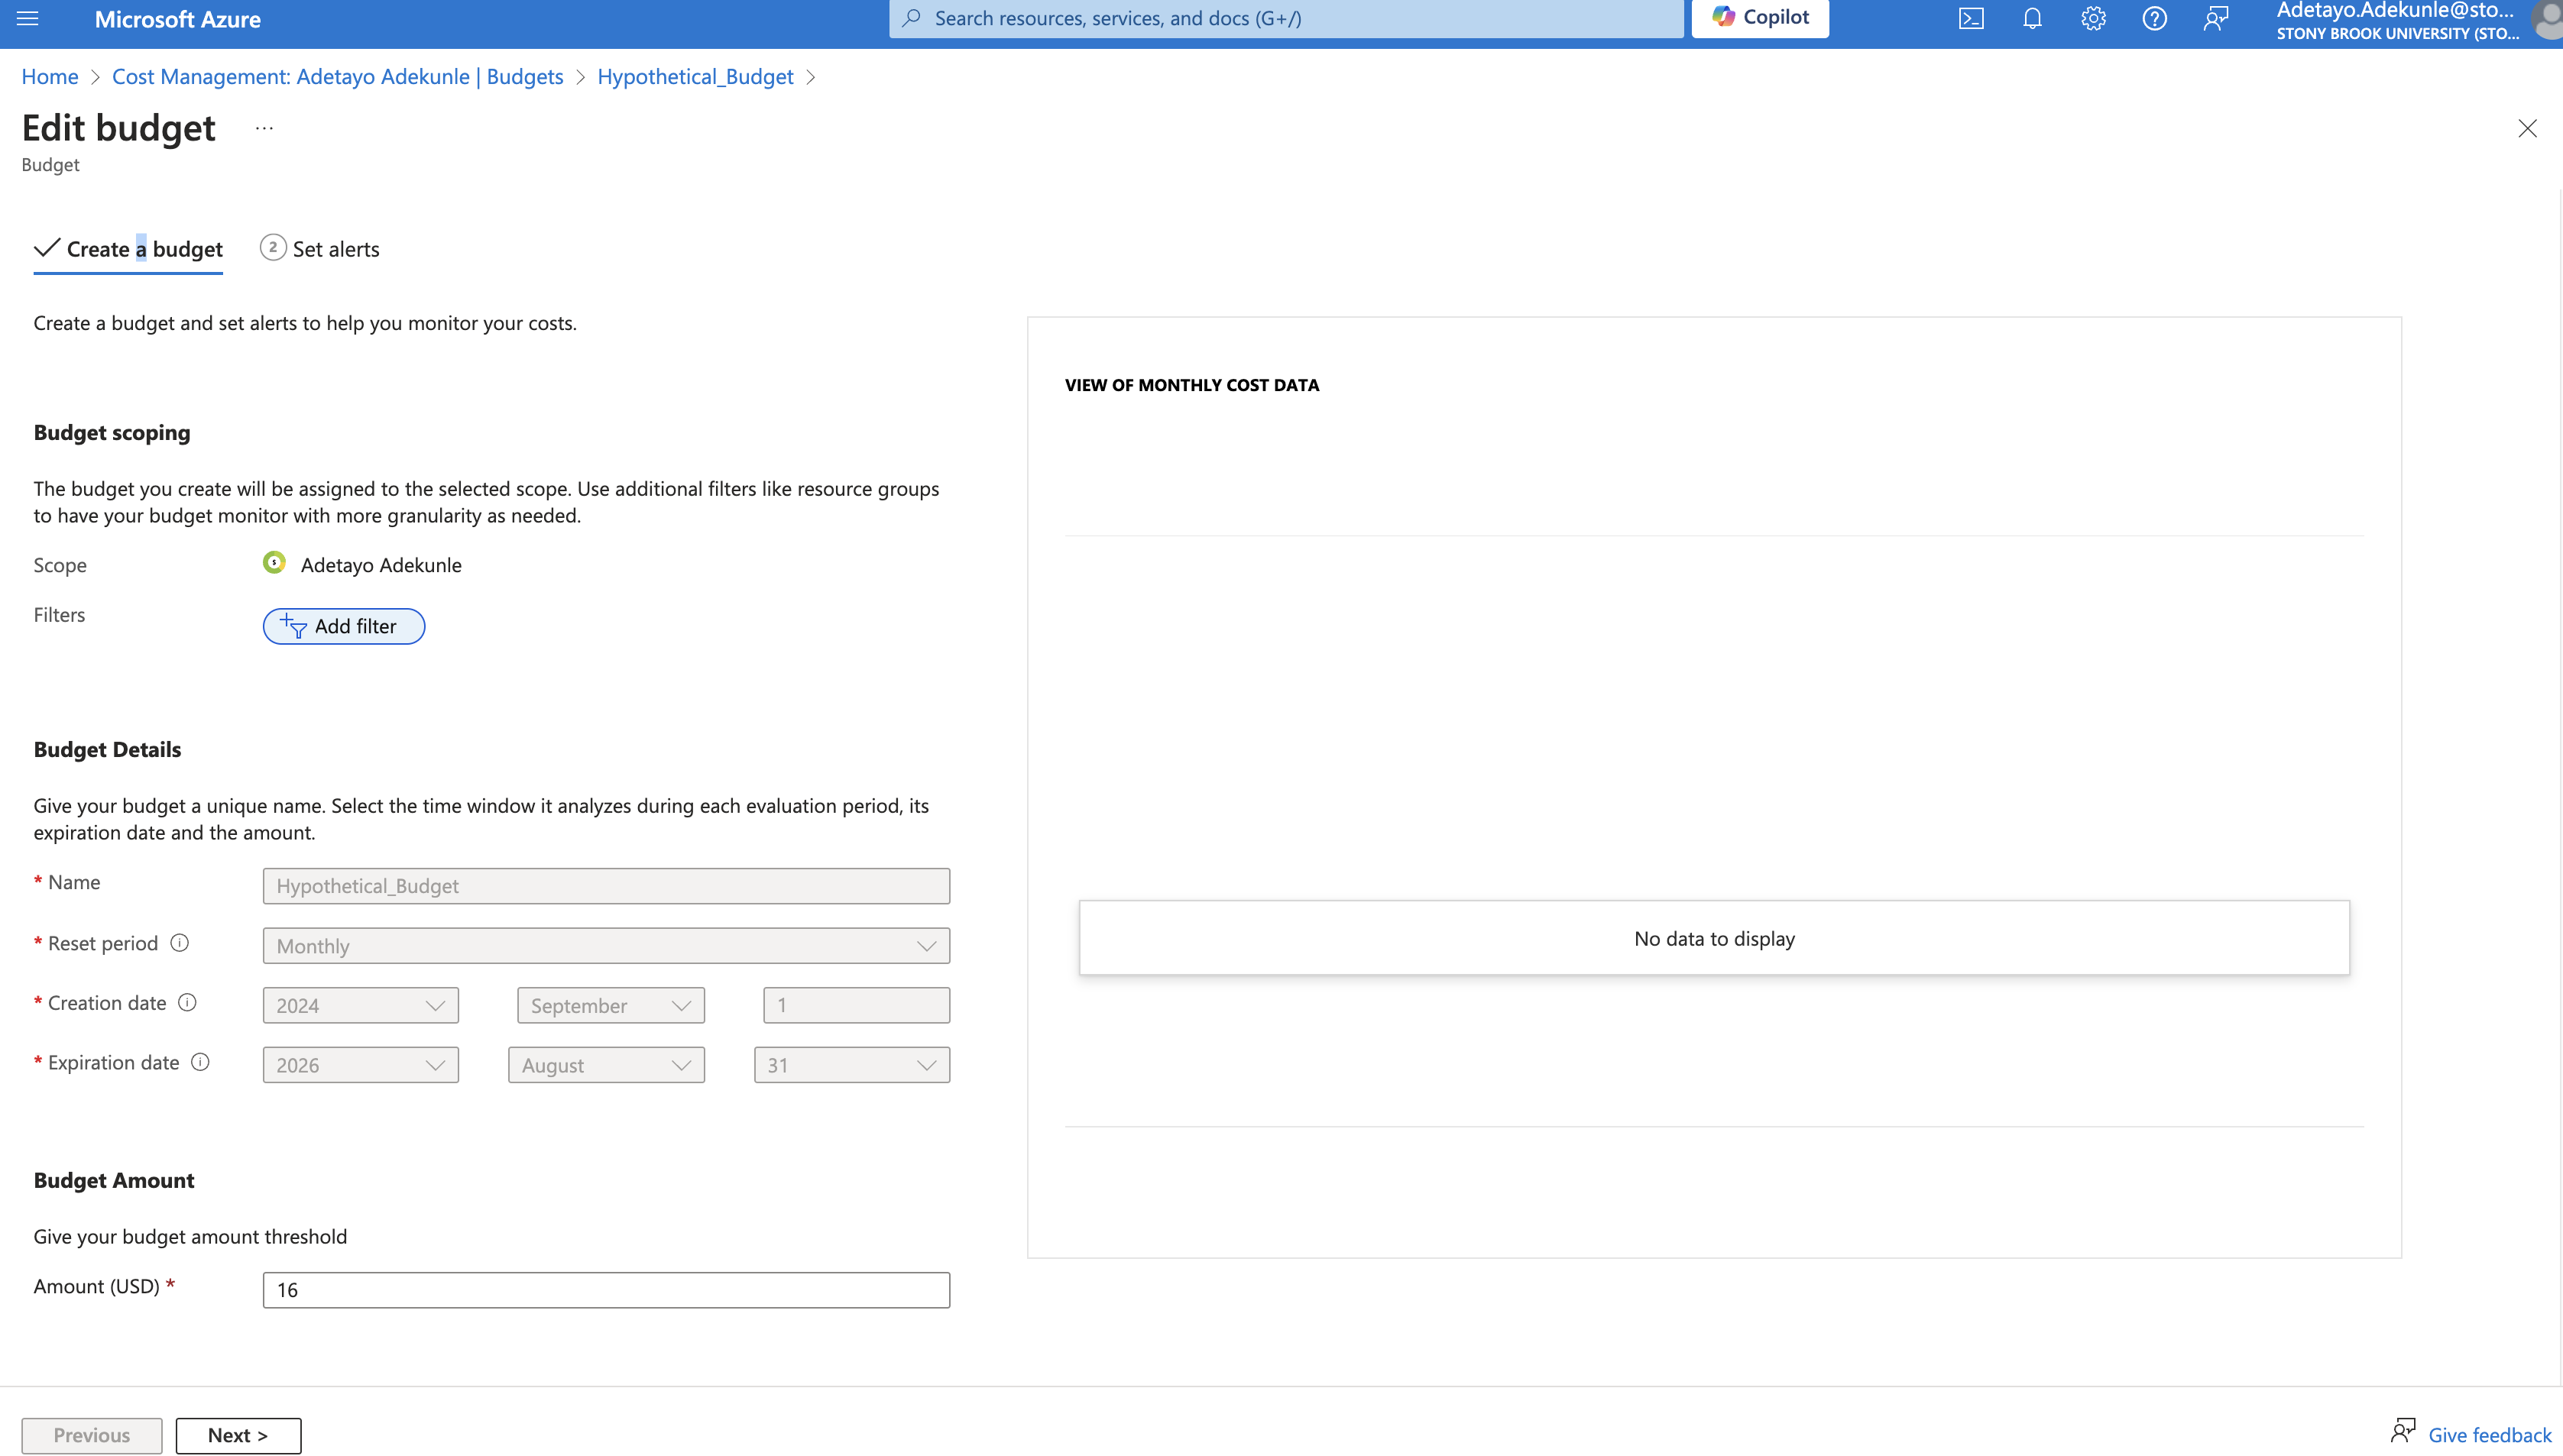 Microsoft Azure
Search resources, services, and docs (G+/)
Copilot
Adetayo.Adekunle@sto...
STONY BROOK UNIVERSITY (STO...
Home > Cost Management: Adetayo Adekunle | Budgets > Hypothetical_Budget >
Edit budget ...
Budget
Create a budget
2 Set alerts
Create a budget and set alerts to help you monitor your costs.
Budget scoping
The budget you create will be assigned to the selected scope. Use additional filters like resource groups
to have your budget monitor with more granularity as needed.
Scope Adetayo Adekunle
Filters Add filter
Budget Details
Give your budget a unique name. Select the time window it analyzes during each evaluation period, its
expiration date and the amount.
* Name Hypothetical_Budget
* Reset period Monthly
* Creation date 2024 September 1
* Expiration date 2026 August 31
Budget Amount
Give your budget amount threshold
Amount (USD) * 16
VIEW OF MONTHLY COST DATA
No data to display
Previous Next >
Give feedback